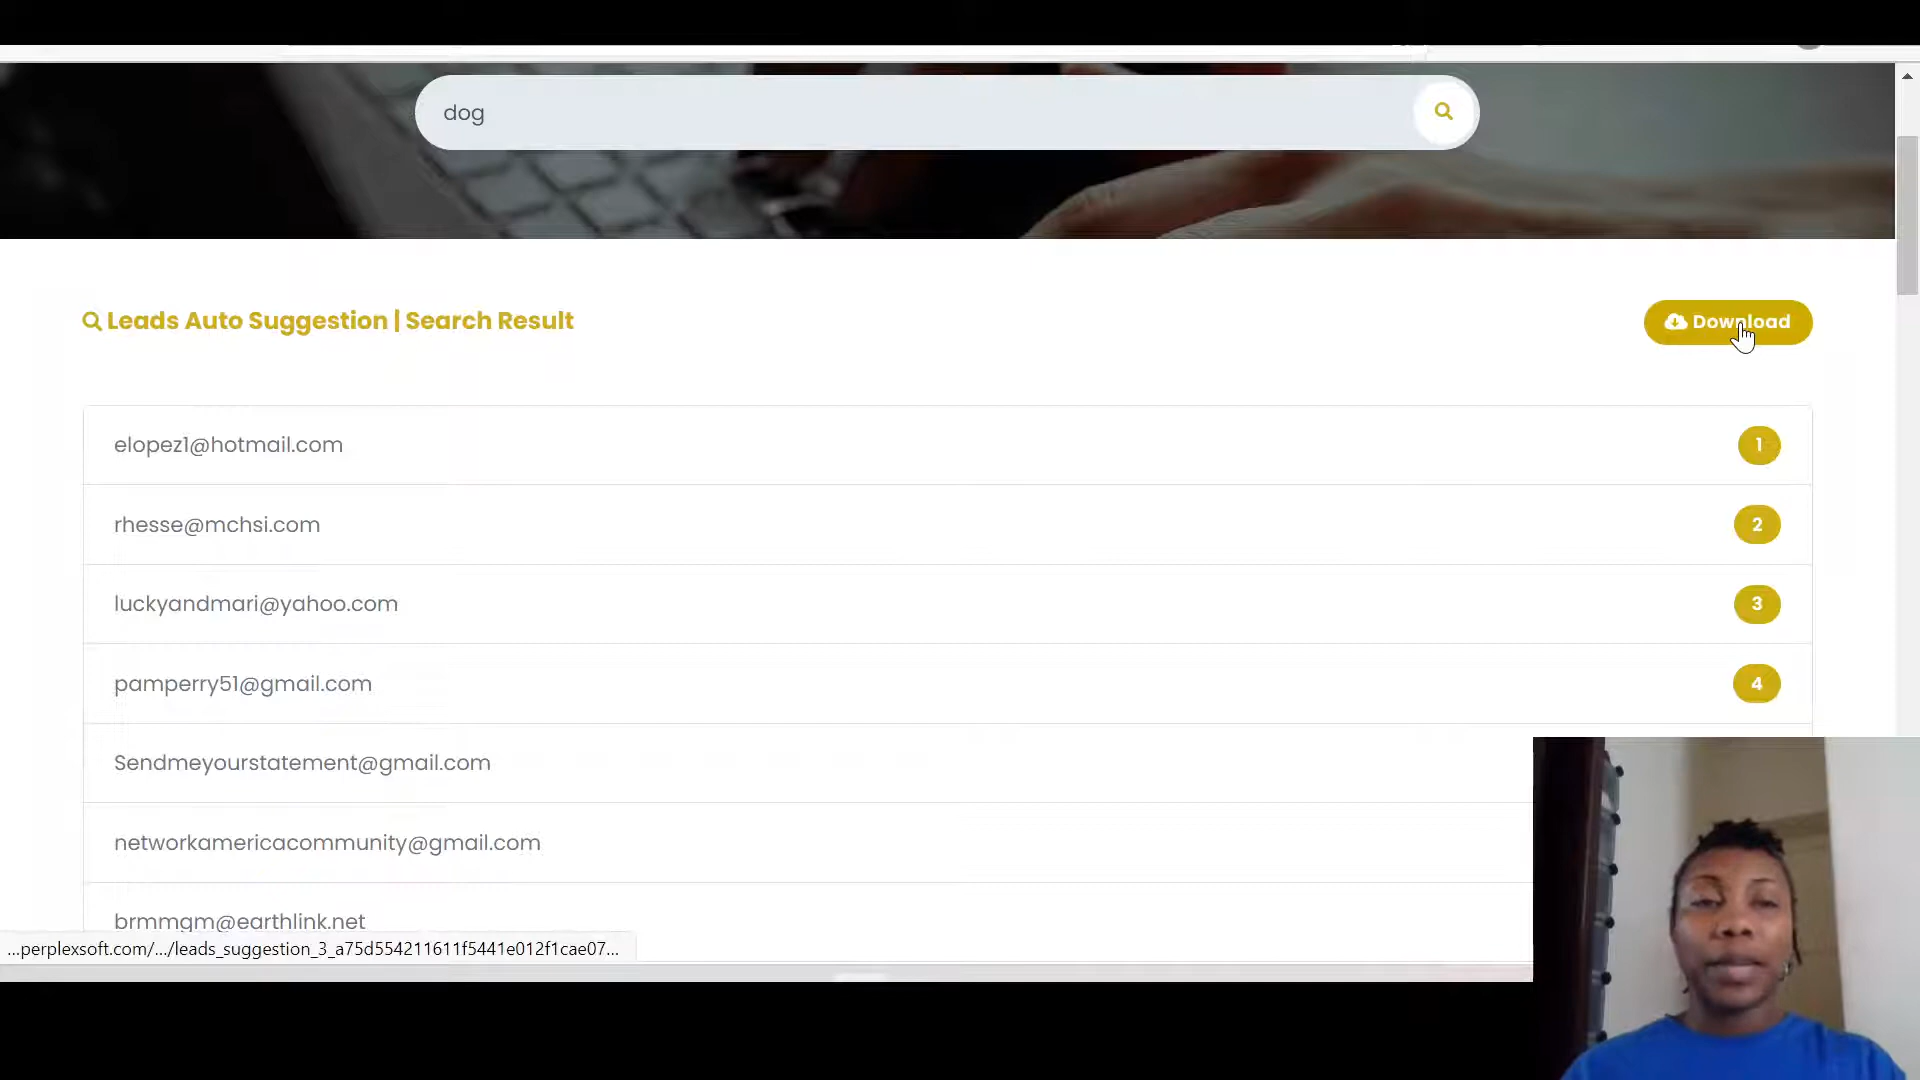 dog
Leads Auto Suggestion | Search Result
Download
elopez1@hotmail.com
1
rhesse@mchsi.com
2
luckyandmari@yahoo.com
3
pamperry51@gmail.com
4
Sendmeyourstatement@gmail.com
networkamericacommunity@gmail.com
brmmgm@earthlink.net
...perplexsoft.com/.../leads_suggestion_3_a75d554211611f5441e012f1cae07...